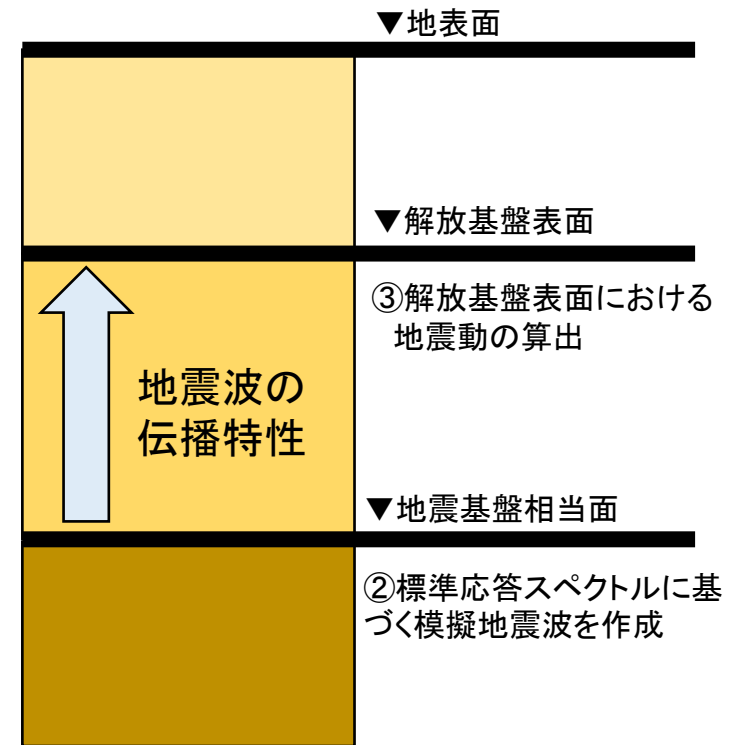 ▼地表面
▼解放基盤表面
③解放基盤表面における
地震動の算出
地震波の
伝播特性
▼地震基盤相当面
②標準応答スペクトルに基
づく模擬地震波を作成